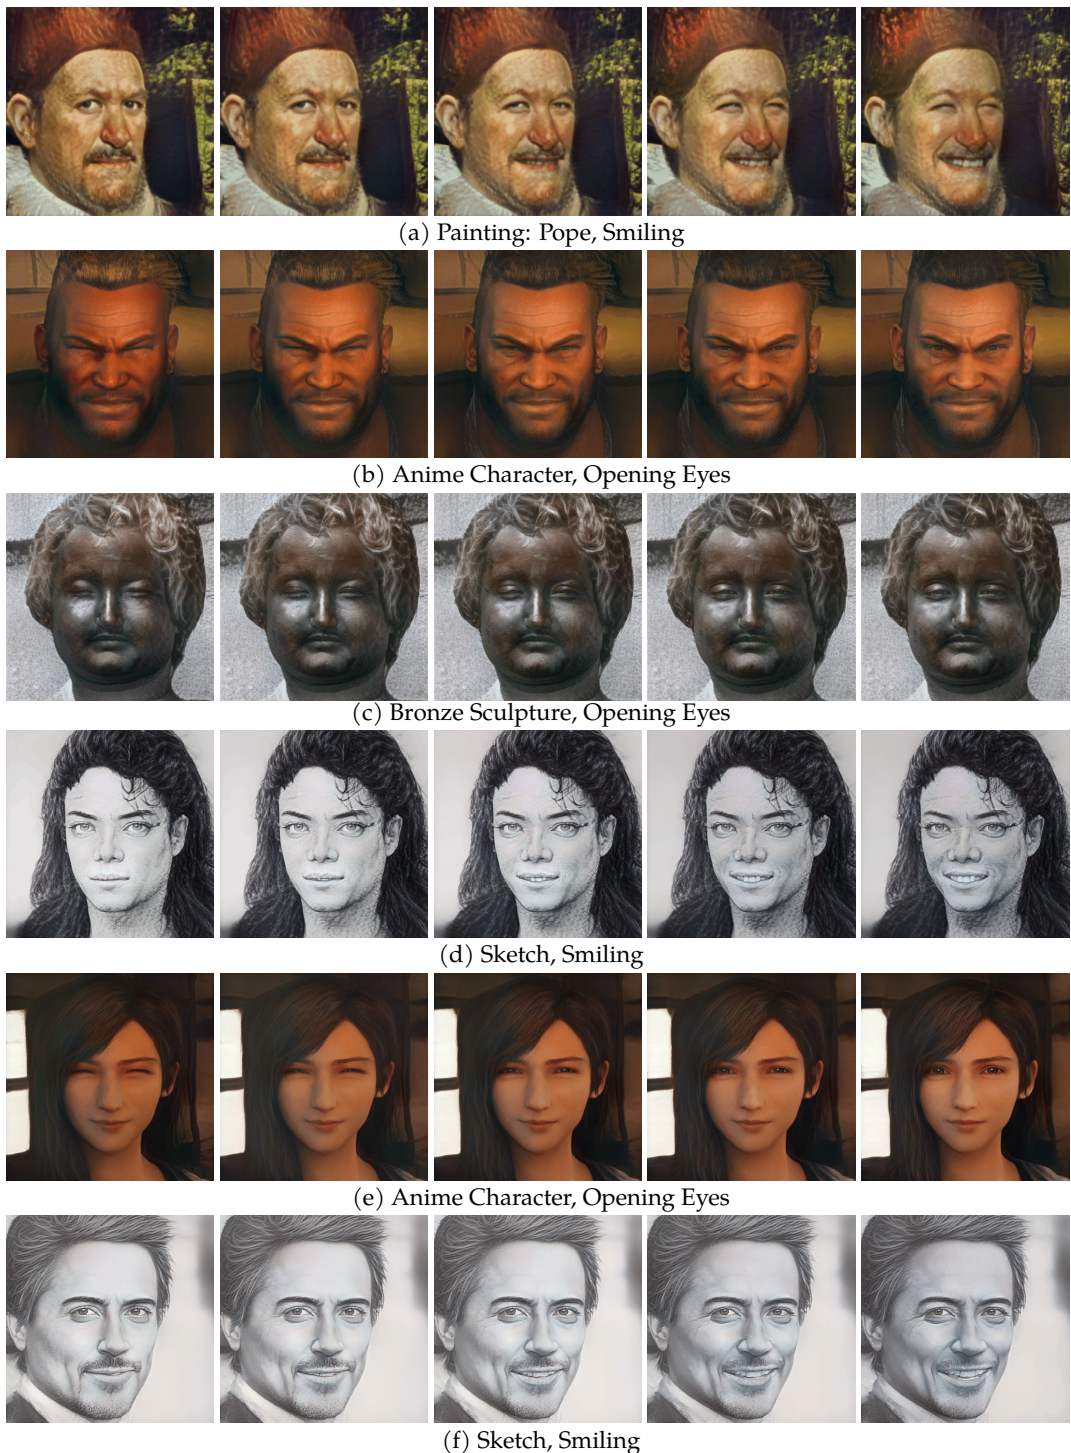 (a) Painting: Pope, Smiling
(b) Anime Character, Opening Eyes
(c) Bronze Sculpture, Opening Eyes
(d) Sketch, Smiling
(e) Anime Character, Opening Eyes
(f) Sketch, Smiling